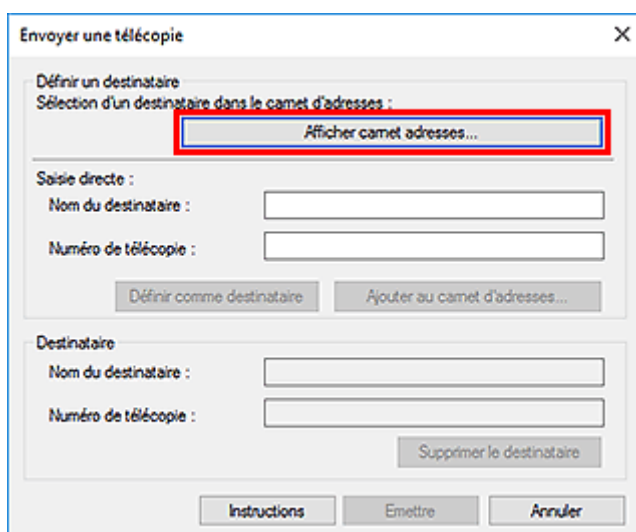 Envoyer une télécopie
Définir un destinataire
Sélection d'un destinataire dans le carnet d'adresses :
Afficher carnet adresses...
Saisie directe :
Nom du destinataire :
Numéro de télécopie :
Définir comme destinataire
Ajouter au carnet d'adresses...
Destinataire
Nom du destinataire :
Numéro de télécopie :
Supprimer le destinataire
Instructions
Emettre
Annuler